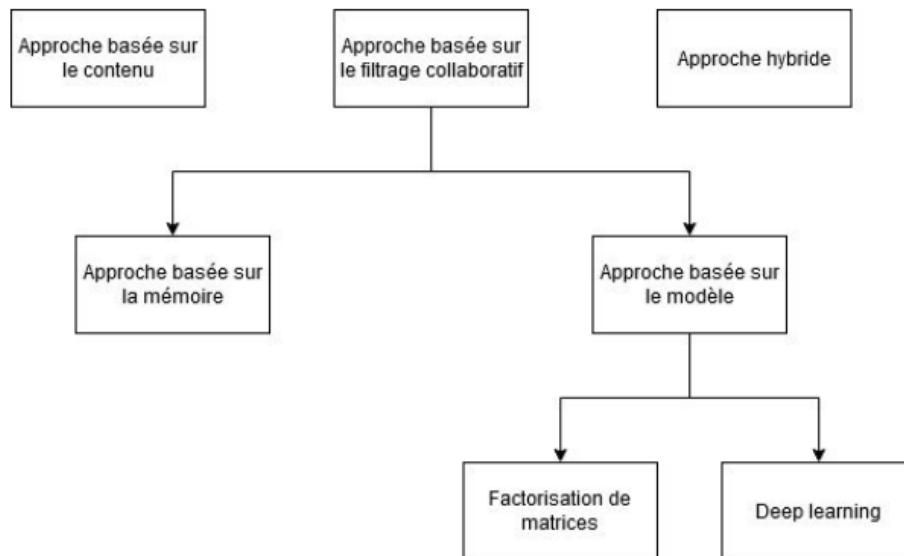 Approche basée sur
le contenu
Approche basée sur
le filtrage collaboratif
Approche hybride
Approche basée sur
la mémoire
Approche basée sur
le modèle
Factorisation de
matrices
Deep learning